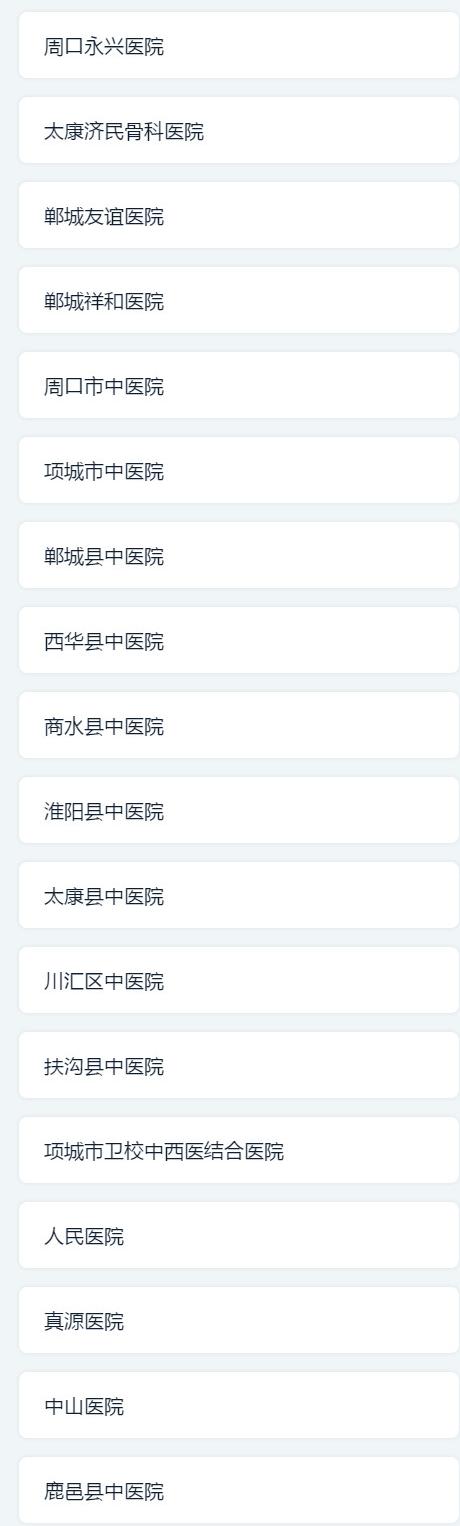 周口永兴医院
太康济民骨科医院
郸城友谊医院
郸城祥和医院
周口市中医院
项城市中医院
郸城县中医院
西华县中医院
商水县中医院
淮阳县中医院
太康县中医院
川汇区中医院
扶沟县中医院
项城市卫校中西医结合医院
人民医院
真源医院
中山医院
鹿邑县中医院